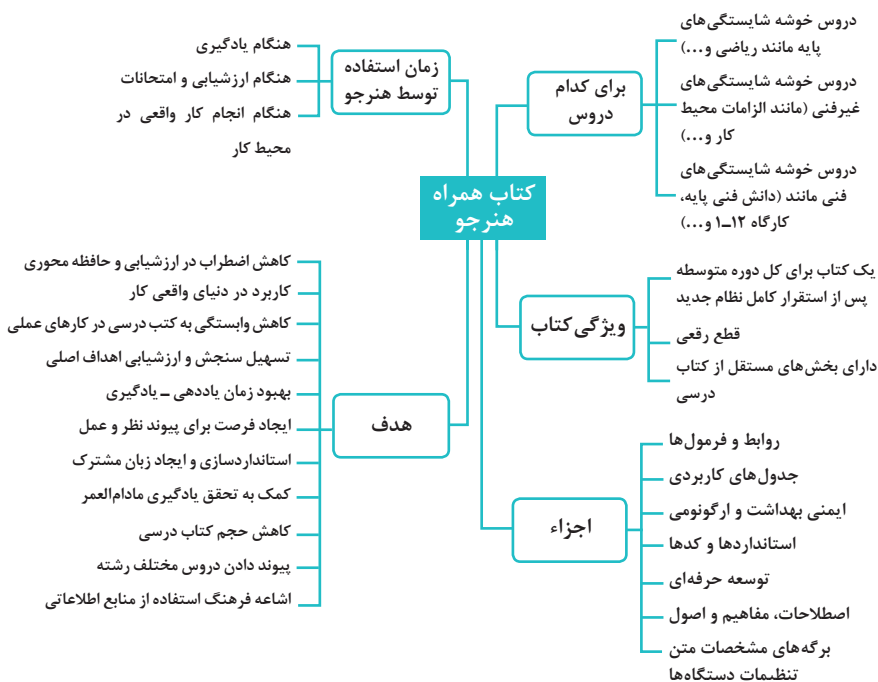 کتاب همراه
هنرجو
برای کدام
دروس
دروس خوشه شایستگی‌های
پایه مانند ریاضی و...)
دروس خوشه شایستگی‌های
غیرفنی (مانند الزامات محیط
کار و...)
دروس خوشه شایستگی‌های
فنی مانند (دانش فنی پایه،
کارگاه ۱۲ــ۱ و...)
ویژگی کتاب
یک کتاب برای کل دوره متوسطه
پس از استقرار کامل نظام جدید
قطع رقعی
دارای بخش‌های مستقل از کتاب
درسی
اجزاء
روابط و فرمول‌ها
جدول‌های کاربردی
ایمنی بهداشت و ارگونومی
استانداردها و کدها
توسعه حرفه‌ای
اصطلاحات، مفاهیم و اصول
برگه‌های مشخصات متن
تنظیمات دستگاه‌ها
زمان استفاده
توسط هنرجو
هنگام یادگیری
هنگام ارزشیابی و امتحانات
هنگام انجام کار واقعی در
محیط کار
هدف
کاهش اضطراب در ارزشیابی و حافظه محوری
کاربرد در دنیای واقعی کار
کاهش وابستگی به کتب درسی در کارهای عملی
تسهیل سنجش و ارزشیابی اهداف اصلی
بهبود زمان یاددهی ــ یادگیری
ایجاد فرصت برای پیوند نظر و عمل
استانداردسازی و ایجاد زبان مشترک
کمک به تحقق یادگیری مادام‌العمر
کاهش حجم کتاب درسی
پیوند دادن دروس مختلف رشته
اشاعه فرهنگ استفاده از منابع اطلاعاتی